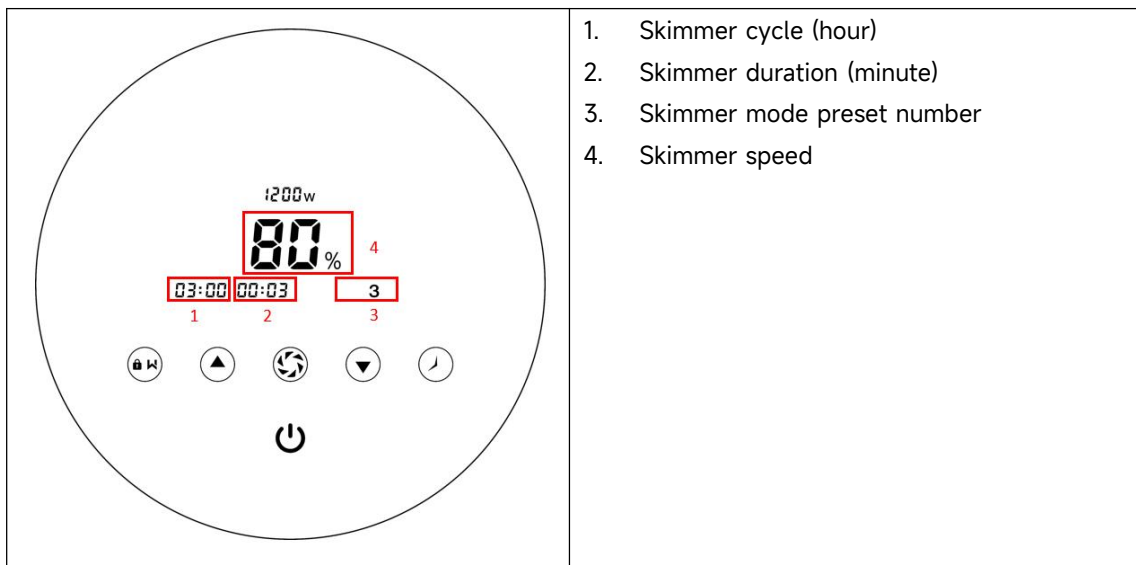 1200w
80%
4
03:00 00:03 3
1 2 3
1. Skimmer cycle (hour)
2. Skimmer duration (minute)
3. Skimmer mode preset number
4. Skimmer speed